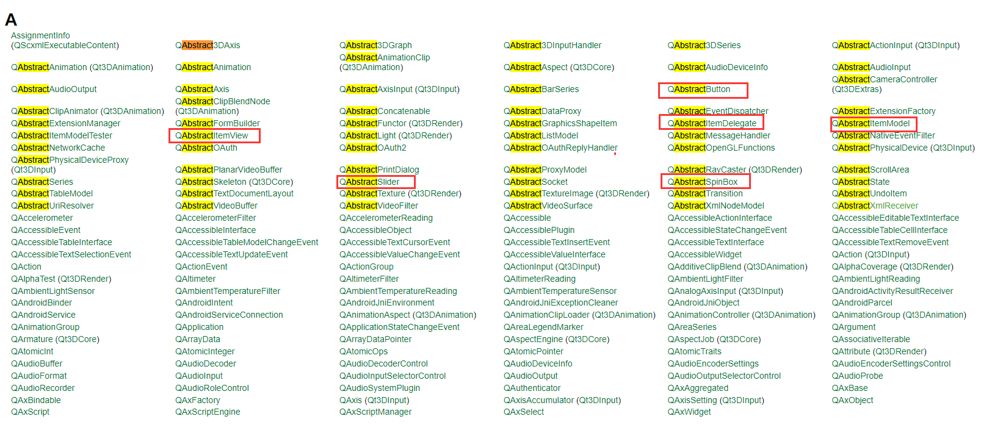 A
AssignmentInfo
(QScxmlExecutableContent) QAbstract3DAxis QAbstract3DGraph QAbstract3DInputHandler QAbstract3DSeries QAbstractActionInput (Qt3DInput)
QAbstractAnimationClip
QAbstractAnimation (Qt3DAnimation) QAbstractAnimation (Qt3DAnimation) QAbstractAspect (Qt3DCore) QAbstractAudioDeviceInfo QAbstractAudioInput
QAbstractCameraController
QAbstractAudioOutput QAbstractAxis QAbstractAxisInput (Qt3DInput) QAbstractBarSeries QAbstractButton (Qt3DExtras)
QAbstractClipBlendNode
QAbstractClipAnimator (Qt3DAnimation) (Qt3DAnimation) QAbstractConcatenable QAbstractDataProxy QAbstractEventDispatcher QAbstractExtensionFactory
QAbstractExtensionManager QAbstractFormBuilder QAbstractFunctor (Qt3DRender) QAbstractGraphicsShapeItem QAbstractItemDelegate QAbstractItemModel
QAbstractItemModelTester QAbstractItemView QAbstractLight (Qt3DRender) QAbstractListModel QAbstractMessageHandler QAbstractNativeEventFilter
QAbstractNetworkCache QAbstractOAuth QAbstractOAuth2 QAbstractOAuthReplyHandler QAbstractOpenGLFunctions QAbstractPhysicalDevice (Qt3DInput)
QAbstractPhysicalDeviceProxy
(Qt3DInput) QAbstractPlanarVideoBuffer QAbstractPrintDialog QAbstractProxyModel QAbstractRayCaster (Qt3DRender) QAbstractScrollArea
QAbstractSeries QAbstractSkeleton (Qt3DCore) QAbstractSlider QAbstractSocket QAbstractSpinBox QAbstractState
QAbstractTableModel QAbstractTextDocumentLayout QAbstractTexture (Qt3DRender) QAbstractTextureImage (Qt3DRender) QAbstractTransition QAbstractUndoItem
QAbstractUriResolver QAbstractVideoBuffer QAbstractVideoFilter QAbstractVideoSurface QAbstractXmlNodeModel QAbstractXmlReceiver
QAccelerometer QAccelerometerFilter QAccelerometerReading QAccessible QAccessibleActionInterface QAccessibleEditableTextInterface
QAccessibleEvent QAccessibleInterface QAccessibleObject QAccessiblePlugin QAccessibleStateChangeEvent QAccessibleTableCellInterface
QAccessibleTableInterface QAccessibleTableModelChangeEvent QAccessibleTextCursorEvent QAccessibleTextInsertEvent QAccessibleTextInterface QAccessibleTextRemoveEvent
QAccessibleTextSelectionEvent QAccessibleTextUpdateEvent QAccessibleValueChangeEvent QAccessibleValueInterface QAccessibleWidget QAction (Qt3DInput)
QAction QActionEvent QActionGroup QActionInput (Qt3DInput) QAdditiveClipBlend (Qt3DAnimation) QAlphaCoverage (Qt3DRender)
QAlphaTest (Qt3DRender) QAltimeter QAltimeterFilter QAltimeterReading QAmbientLightFilter QAmbientLightReading
QAmbientLightSensor QAmbientTemperatureFilter QAmbientTemperatureReading QAmbientTemperatureSensor QAnalogAxisInput (Qt3DInput) QAndroidActivityResultReceiver
QAndroidBinder QAndroidIntent QAndroidJniEnvironment QAndroidJniExceptionCleaner QAndroidJniObject QAndroidParcel
QAndroidService QAndroidServiceConnection QAnimationAspect (Qt3DAnimation) QAnimationClipLoader (Qt3DAnimation) QAnimationController (Qt3DAnimation) QAnimationGroup (Qt3DAnimation)
QAnimationGroup QApplication QApplicationStateChangeEvent QAreaLegendMarker QAreaSeries QArgument
QArmature (Qt3DCore) QArrayData QArrayDataPointer QAspectEngine (Qt3DCore) QAspectJob (Qt3DCore) QAssociativeIterable
QAtomicInt QAtomicInteger QAtomicOps QAtomicPointer QAtomicTraits QAttribute (Qt3DRender)
QAudioBuffer QAudioDecoder QAudioDecoderControl QAudioDeviceInfo QAudioEncoderSettings QAudioEncoderSettingsControl
QAudioFormat QAudioInput QAudioInputSelectorControl QAudioOutput QAudioOutputSelectorControl QAudioProbe
QAudioRecorder QAudioRoleControl QAudioSystemPlugin QAuthenticator QAxAggregated QAxBase
QAxBindable QAxFactory QAxis (Qt3DInput) QAxisAccumulator (Qt3DInput) QAxisSetting (Qt3DInput) QAxObject
QAxScript QAxScriptEngine QAxScriptManager QAxSelect QAxWidget